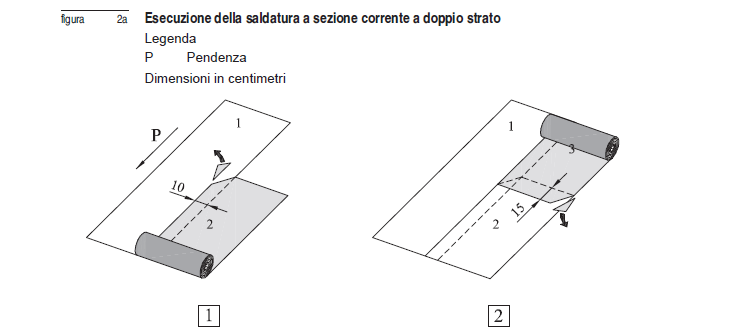 figura 2a Esecuzione della saldatura a sezione corrente a doppio strato
Legenda
P Pendenza
Dimensioni in centimetri
1
P
10
2
1
3
2
15
1
2